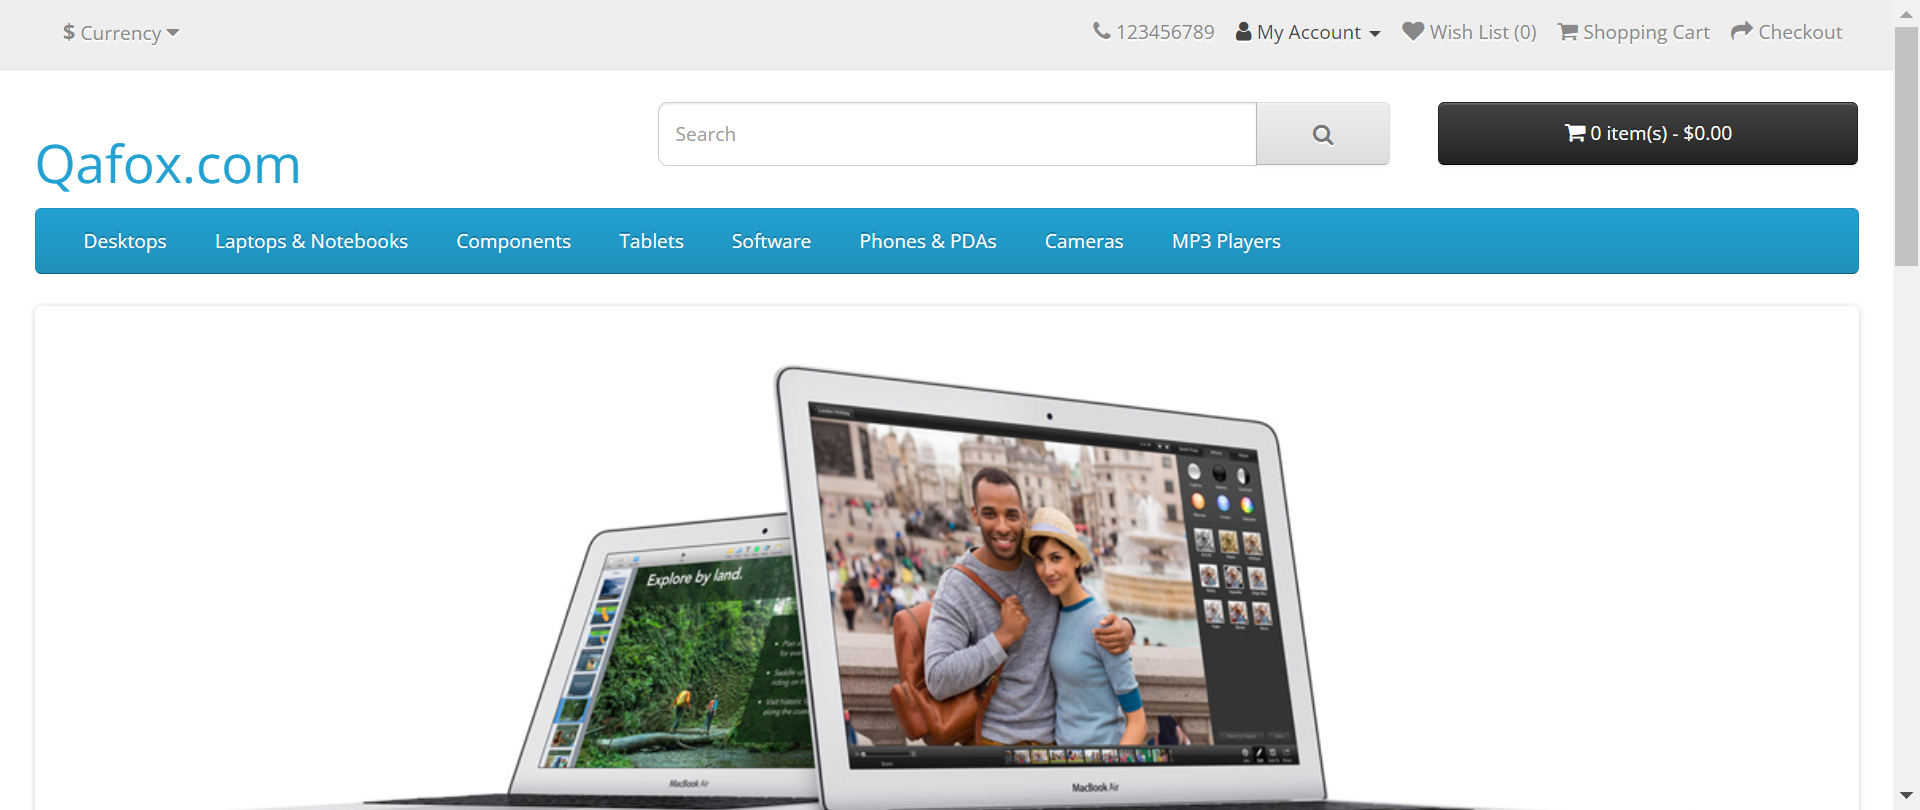 $ Currency
123456789 My Account Wish List (0) Shopping Cart Checkout
Qafox.com
Search
0 item(s) - $0.00
Desktops Laptops & Notebooks Components Tablets Software Phones & PDAs Cameras MP3 Players
Explore by land.
MacBook Air
MacBook Air